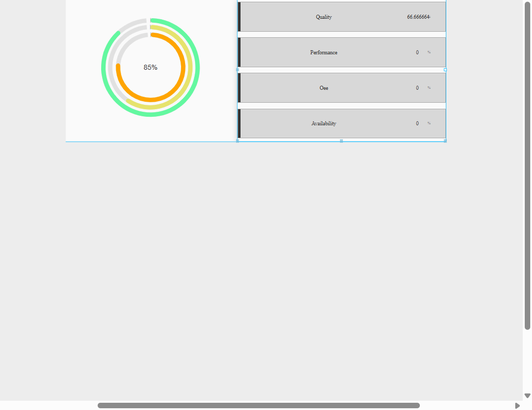 85%
Quality 66.666664
Performance 0 %
Oee 0 %
Availability 0 %